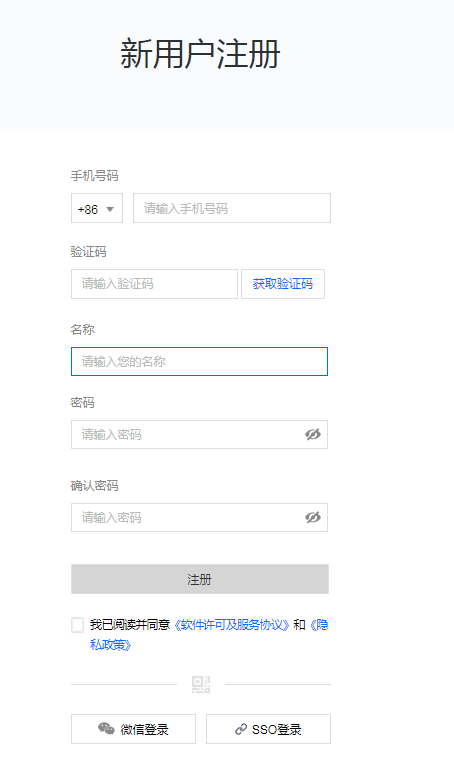 新用户注册
手机号码
+86 请输入手机号码
验证码
请输入验证码 获取验证码
名称
请输入您的名称
密码
请输入密码
确认密码
请输入密码
注册
我已阅读并同意《软件许可及服务协议》和《隐
私政策》
微信登录 SSO登录